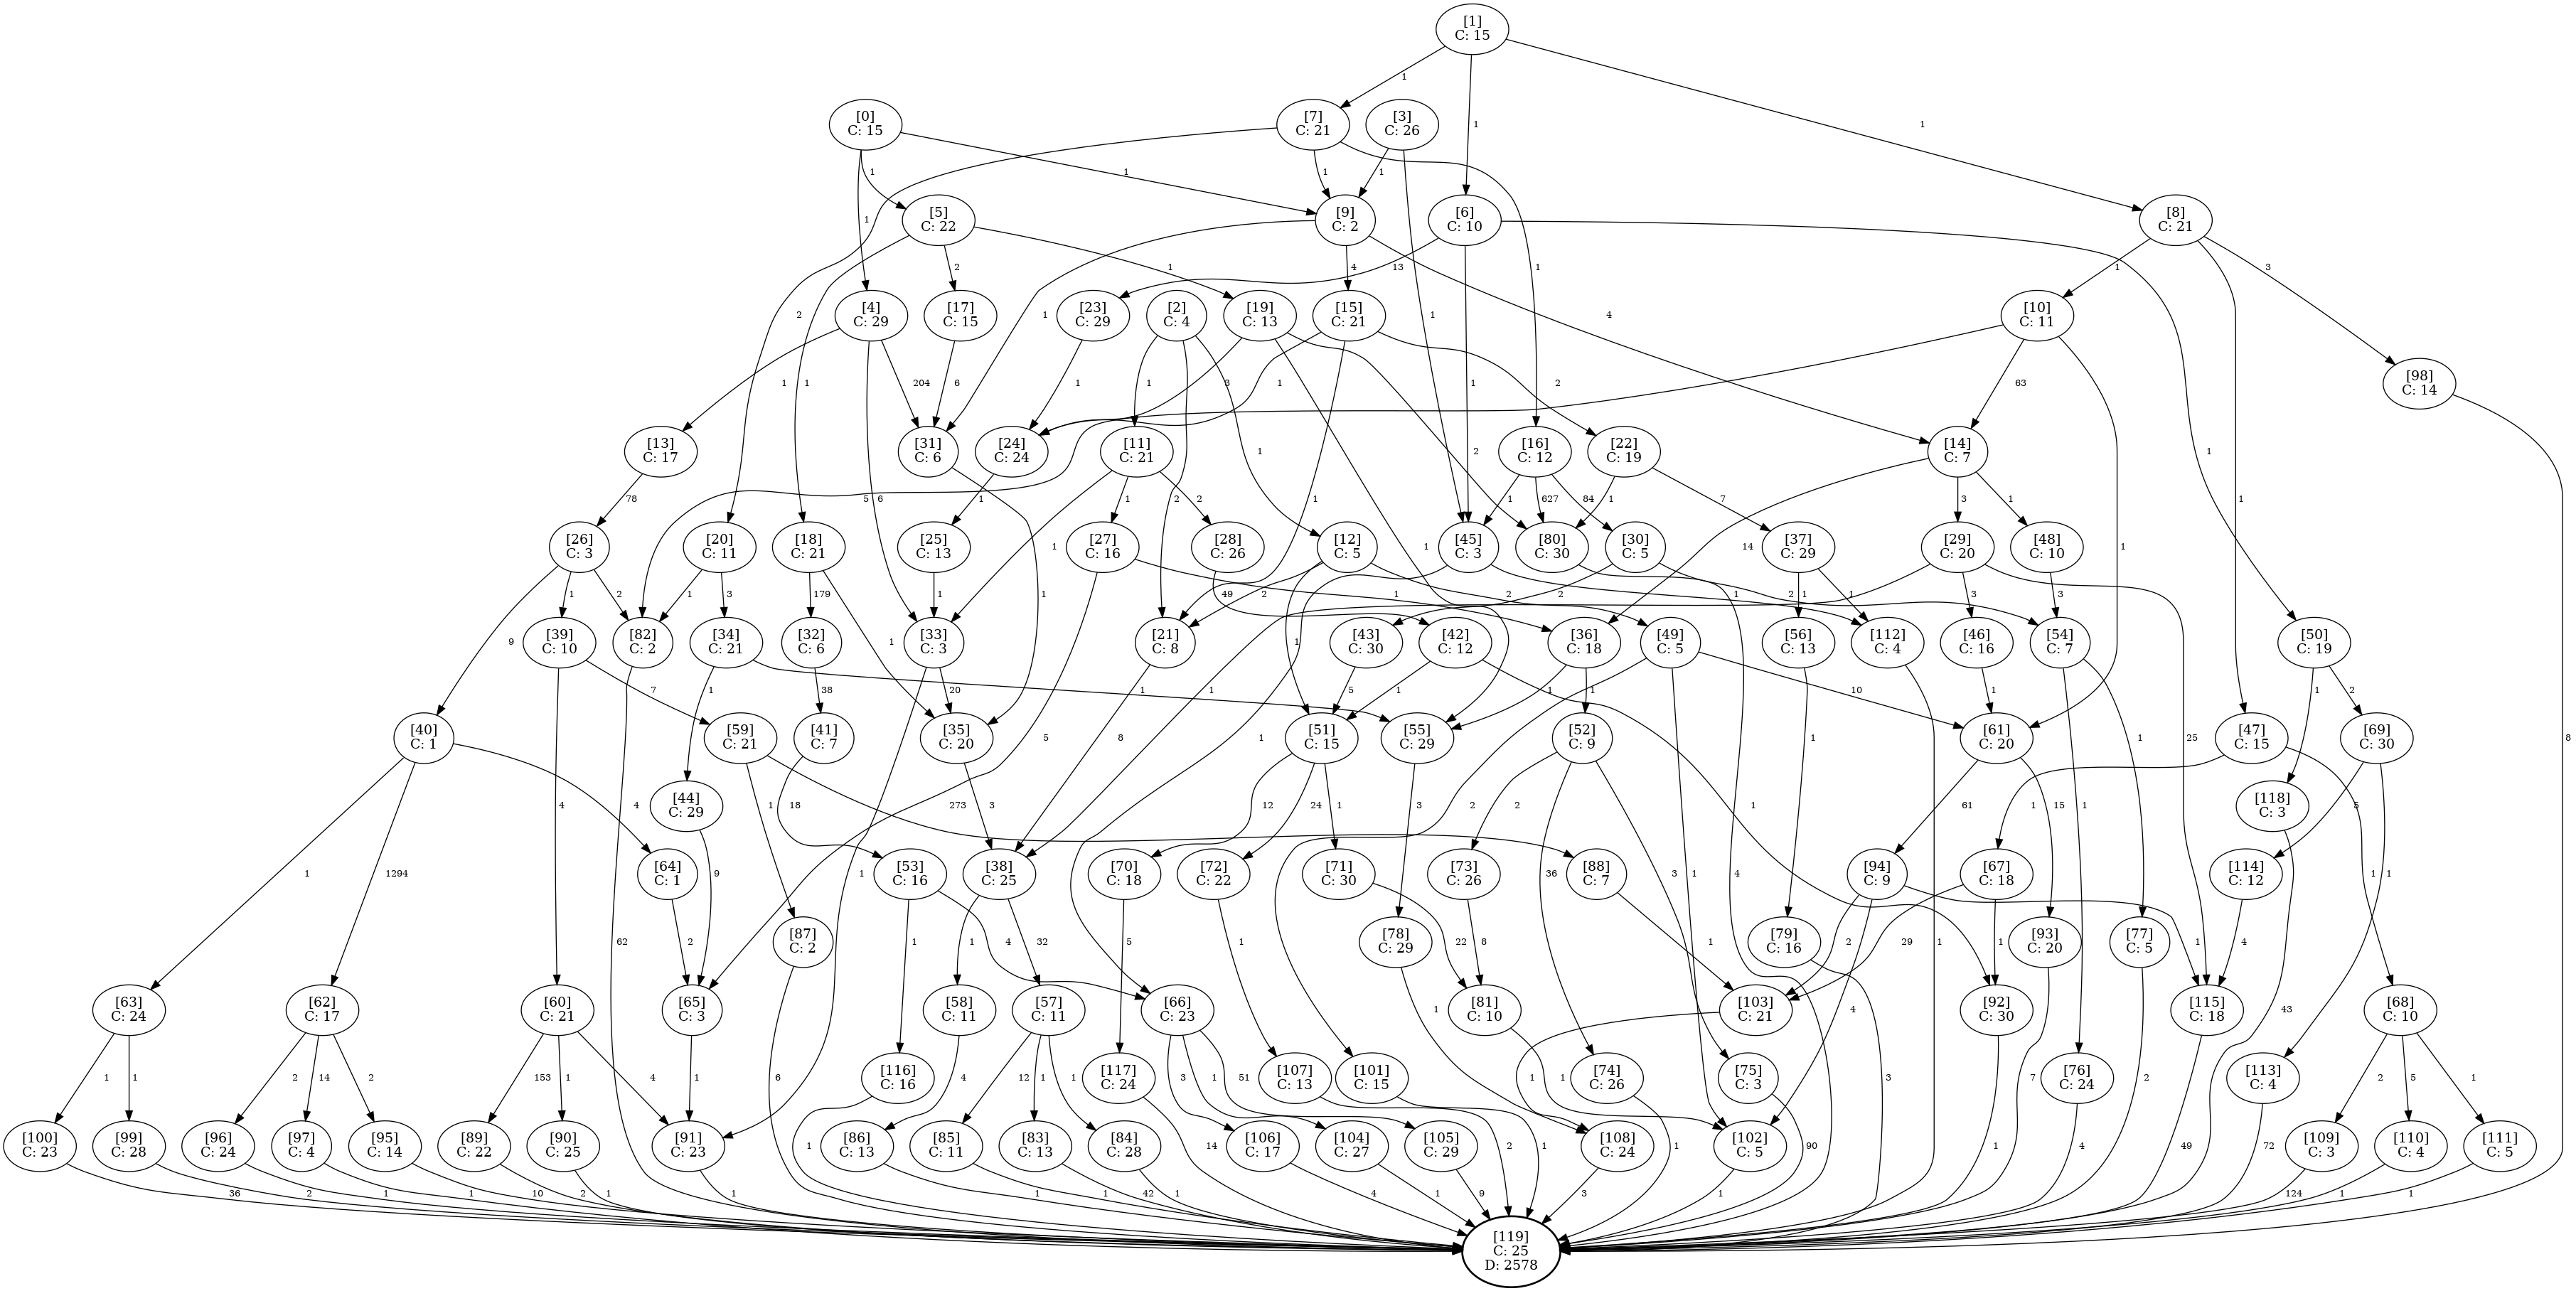 [1]
C: 15
1
[0]
C: 15
[7]
C: 21
[3]
C: 26
1
1
1
1
1
1
[5]
C: 22
[9]
C: 2
[6]
C: 10
[8]
C: 21
1
2
1
4
13
1
1
3
[4]
C: 29
[17]
C: 15
[23]
C: 29
[2]
C: 4
[19]
C: 13
[15]
C: 21
[10]
C: 11
2
1
1
4
1
204
6
1
1
3
1
2
1
63
[98]
C: 14
[13]
C: 17
[31]
C: 6
[24]
C: 24
[11]
C: 21
[16]
C: 12
[22]
C: 19
[14]
C: 7
1
2
1
78
6
5
1
1
2
2
1
1
627
84
1
7
3
1
1
[26]
C: 3
[20]
C: 11
[18]
C: 21
[25]
C: 13
[27]
C: 16
[28]
C: 26
[12]
C: 5
[45]
C: 3
[80]
C: 30
[30]
C: 5
[37]
C: 29
[29]
C: 20
[48]
C: 10
1
1
14
1
1
2
1
3
179
1
1
1
49
2
1
2
2
1
2
1
1
3
3
[39]
C: 10
[82]
C: 2
[34]
C: 21
[32]
C: 6
[33]
C: 3
[21]
C: 8
[43]
C: 30
[42]
C: 12
[36]
C: 18
[49]
C: 5
[56]
C: 13
[112]
C: 4
[46]
C: 16
[54]
C: 7
[50]
C: 19
9
1
1
7
1
1
38
20
1
5
1
1
1
10
1
1
2
[40]
C: 1
[59]
C: 21
[41]
C: 7
[35]
C: 20
[51]
C: 15
[55]
C: 29
[52]
C: 9
[61]
C: 20
[47]
C: 15
[69]
C: 30
5
8
1
1
25
1
1
8
4
4
1
18
273
3
12
24
1
3
2
2
1
61
15
1
1
5
[44]
C: 29
[118]
C: 3
[64]
C: 1
[53]
C: 16
[38]
C: 25
[70]
C: 18
[72]
C: 22
[71]
C: 30
[73]
C: 26
[88]
C: 7
[94]
C: 9
[67]
C: 18
[114]
C: 12
1
1294
9
1
36
3
1
4
1
1
2
1
4
1
32
5
1
22
8
1
2
29
1
1
4
[87]
C: 2
[78]
C: 29
[79]
C: 16
[93]
C: 20
[77]
C: 5
62
[63]
C: 24
[62]
C: 17
[60]
C: 21
[65]
C: 3
[58]
C: 11
[57]
C: 11
[66]
C: 23
[81]
C: 10
[103]
C: 21
[92]
C: 30
[115]
C: 18
[68]
C: 10
1
4
43
1
1
2
14
2
153
1
4
1
6
4
12
1
1
3
1
51
1
1
3
7
2
2
5
1
[116]
C: 16
[117]
C: 24
[107]
C: 13
[101]
C: 15
[74]
C: 26
[75]
C: 3
[76]
C: 24
[113]
C: 4
[100]
C: 23
[99]
C: 28
[96]
C: 24
[97]
C: 4
[95]
C: 14
[89]
C: 22
[90]
C: 25
[91]
C: 23
[86]
C: 13
[85]
C: 11
[83]
C: 13
[84]
C: 28
[106]
C: 17
[104]
C: 27
[105]
C: 29
[108]
C: 24
[102]
C: 5
[109]
C: 3
[110]
C: 4
[111]
C: 5
1
14
2
1
1
90
1
4
49
72
36
2
1
1
10
2
1
1
1
1
42
1
4
1
9
3
1
124
1
1
[119]
C: 25
D: 2578